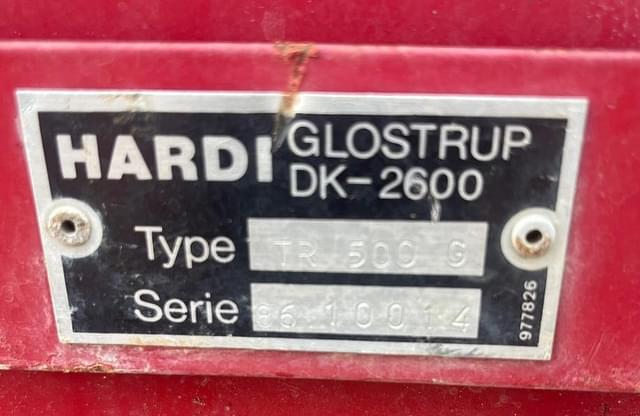 HARDI GLOSTRUP
DK-2600
Type TR 500 G
Serie 86.10014
977826